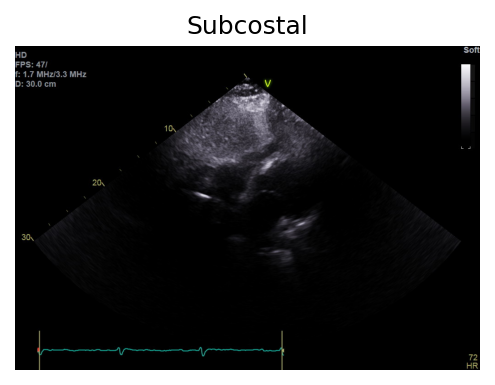 Subcostal
HD
FPS: 47/
f: 1.7 MHz/3.3 MHz
D: 30.0 cm
Soft
V
10
20
30
72
HR